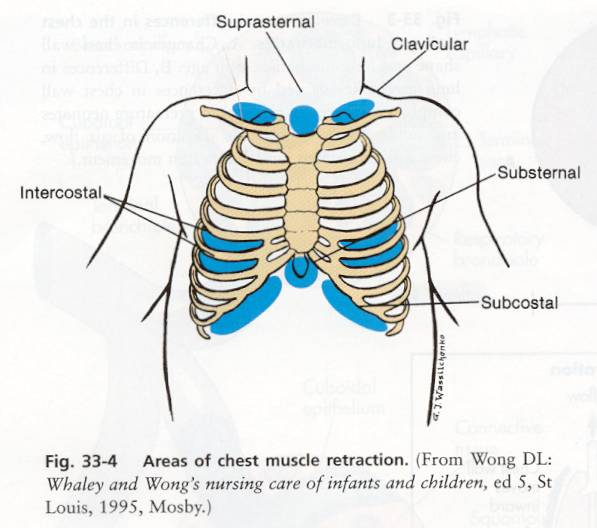 Suprasternal
Clavicular
Substernal
Intercostal
Subcostal
G.J. Wassilchenko
Fig. 33-4 Areas of chest muscle retraction. (From Wong DL:
Whaley and Wong's nursing care of infants and children, ed 5, St
Louis, 1995, Mosby.)